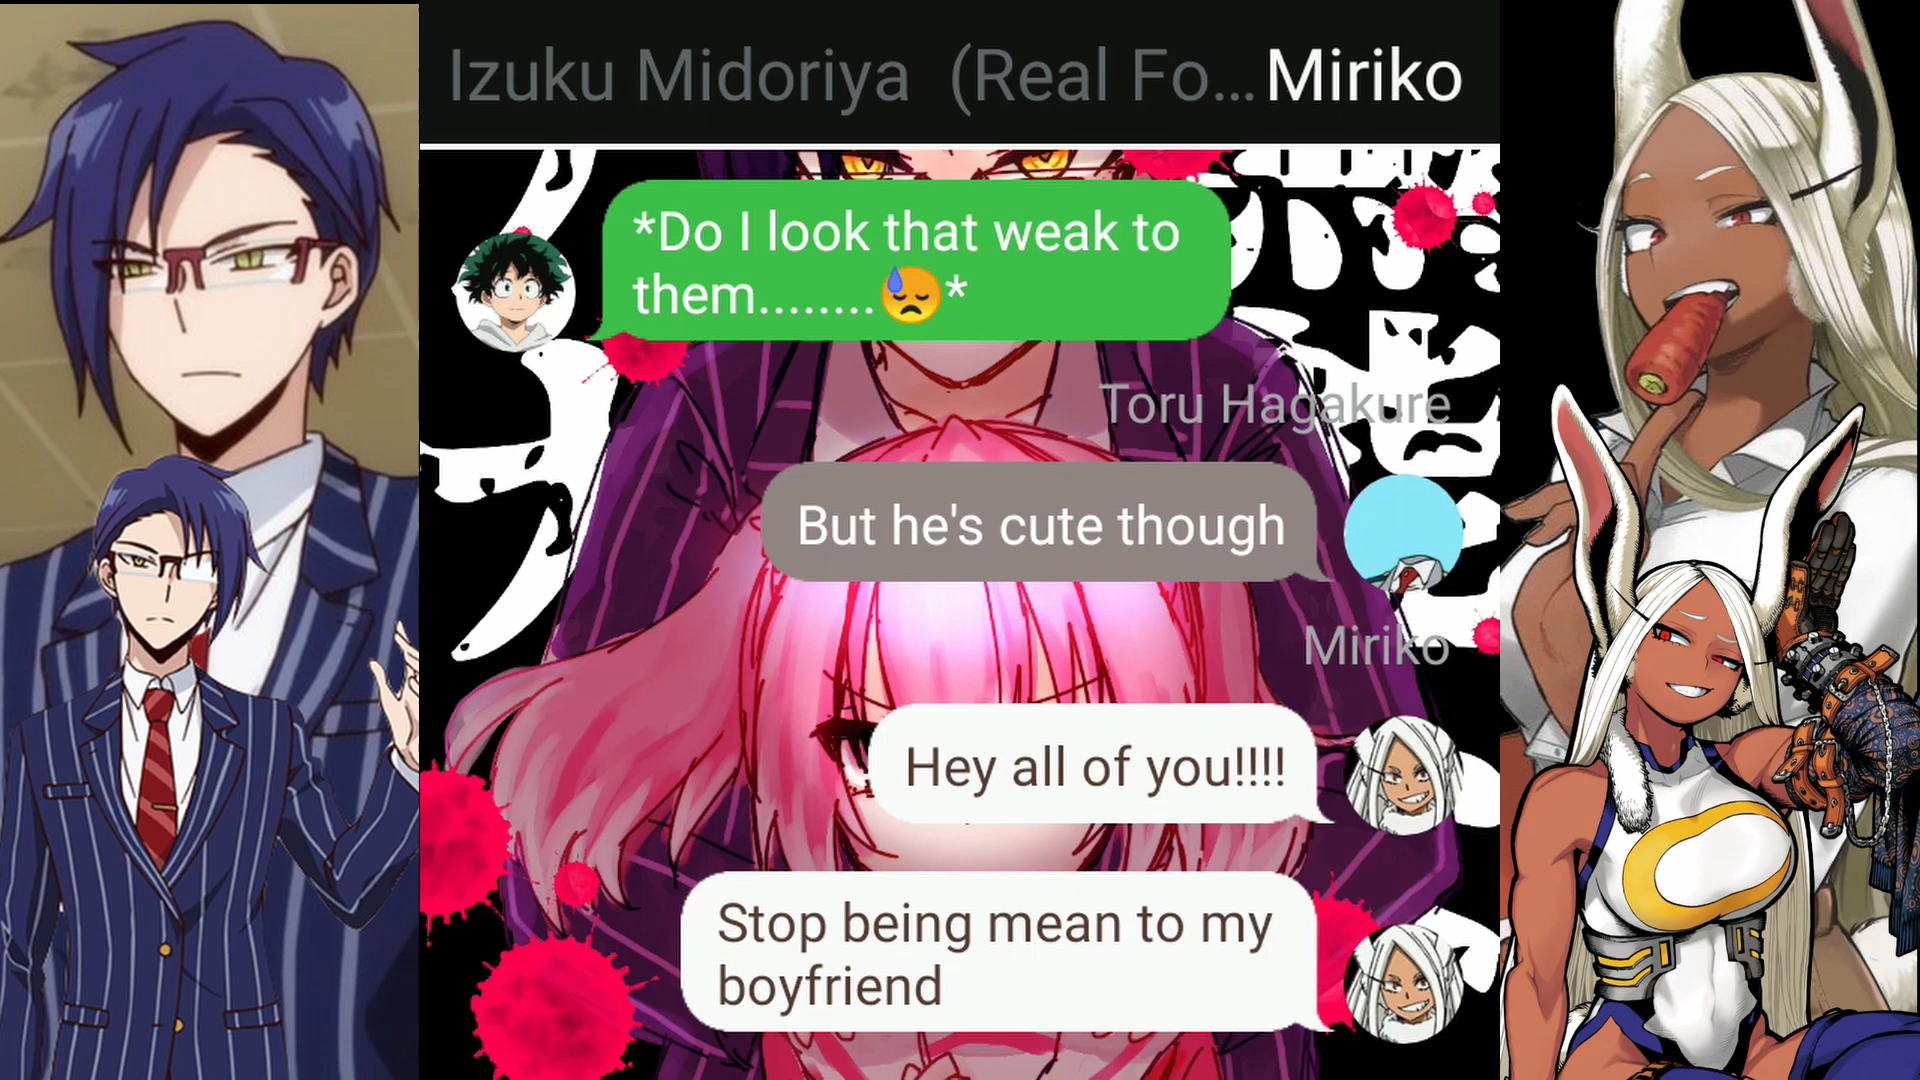 Izuku Midoriya (Real Fo... Miriko
*Do I look that weak to
them........😓*
Toru Hagakure
But he's cute though
Miriko
Hey all of you!!!!
Stop being mean to my
boyfriend